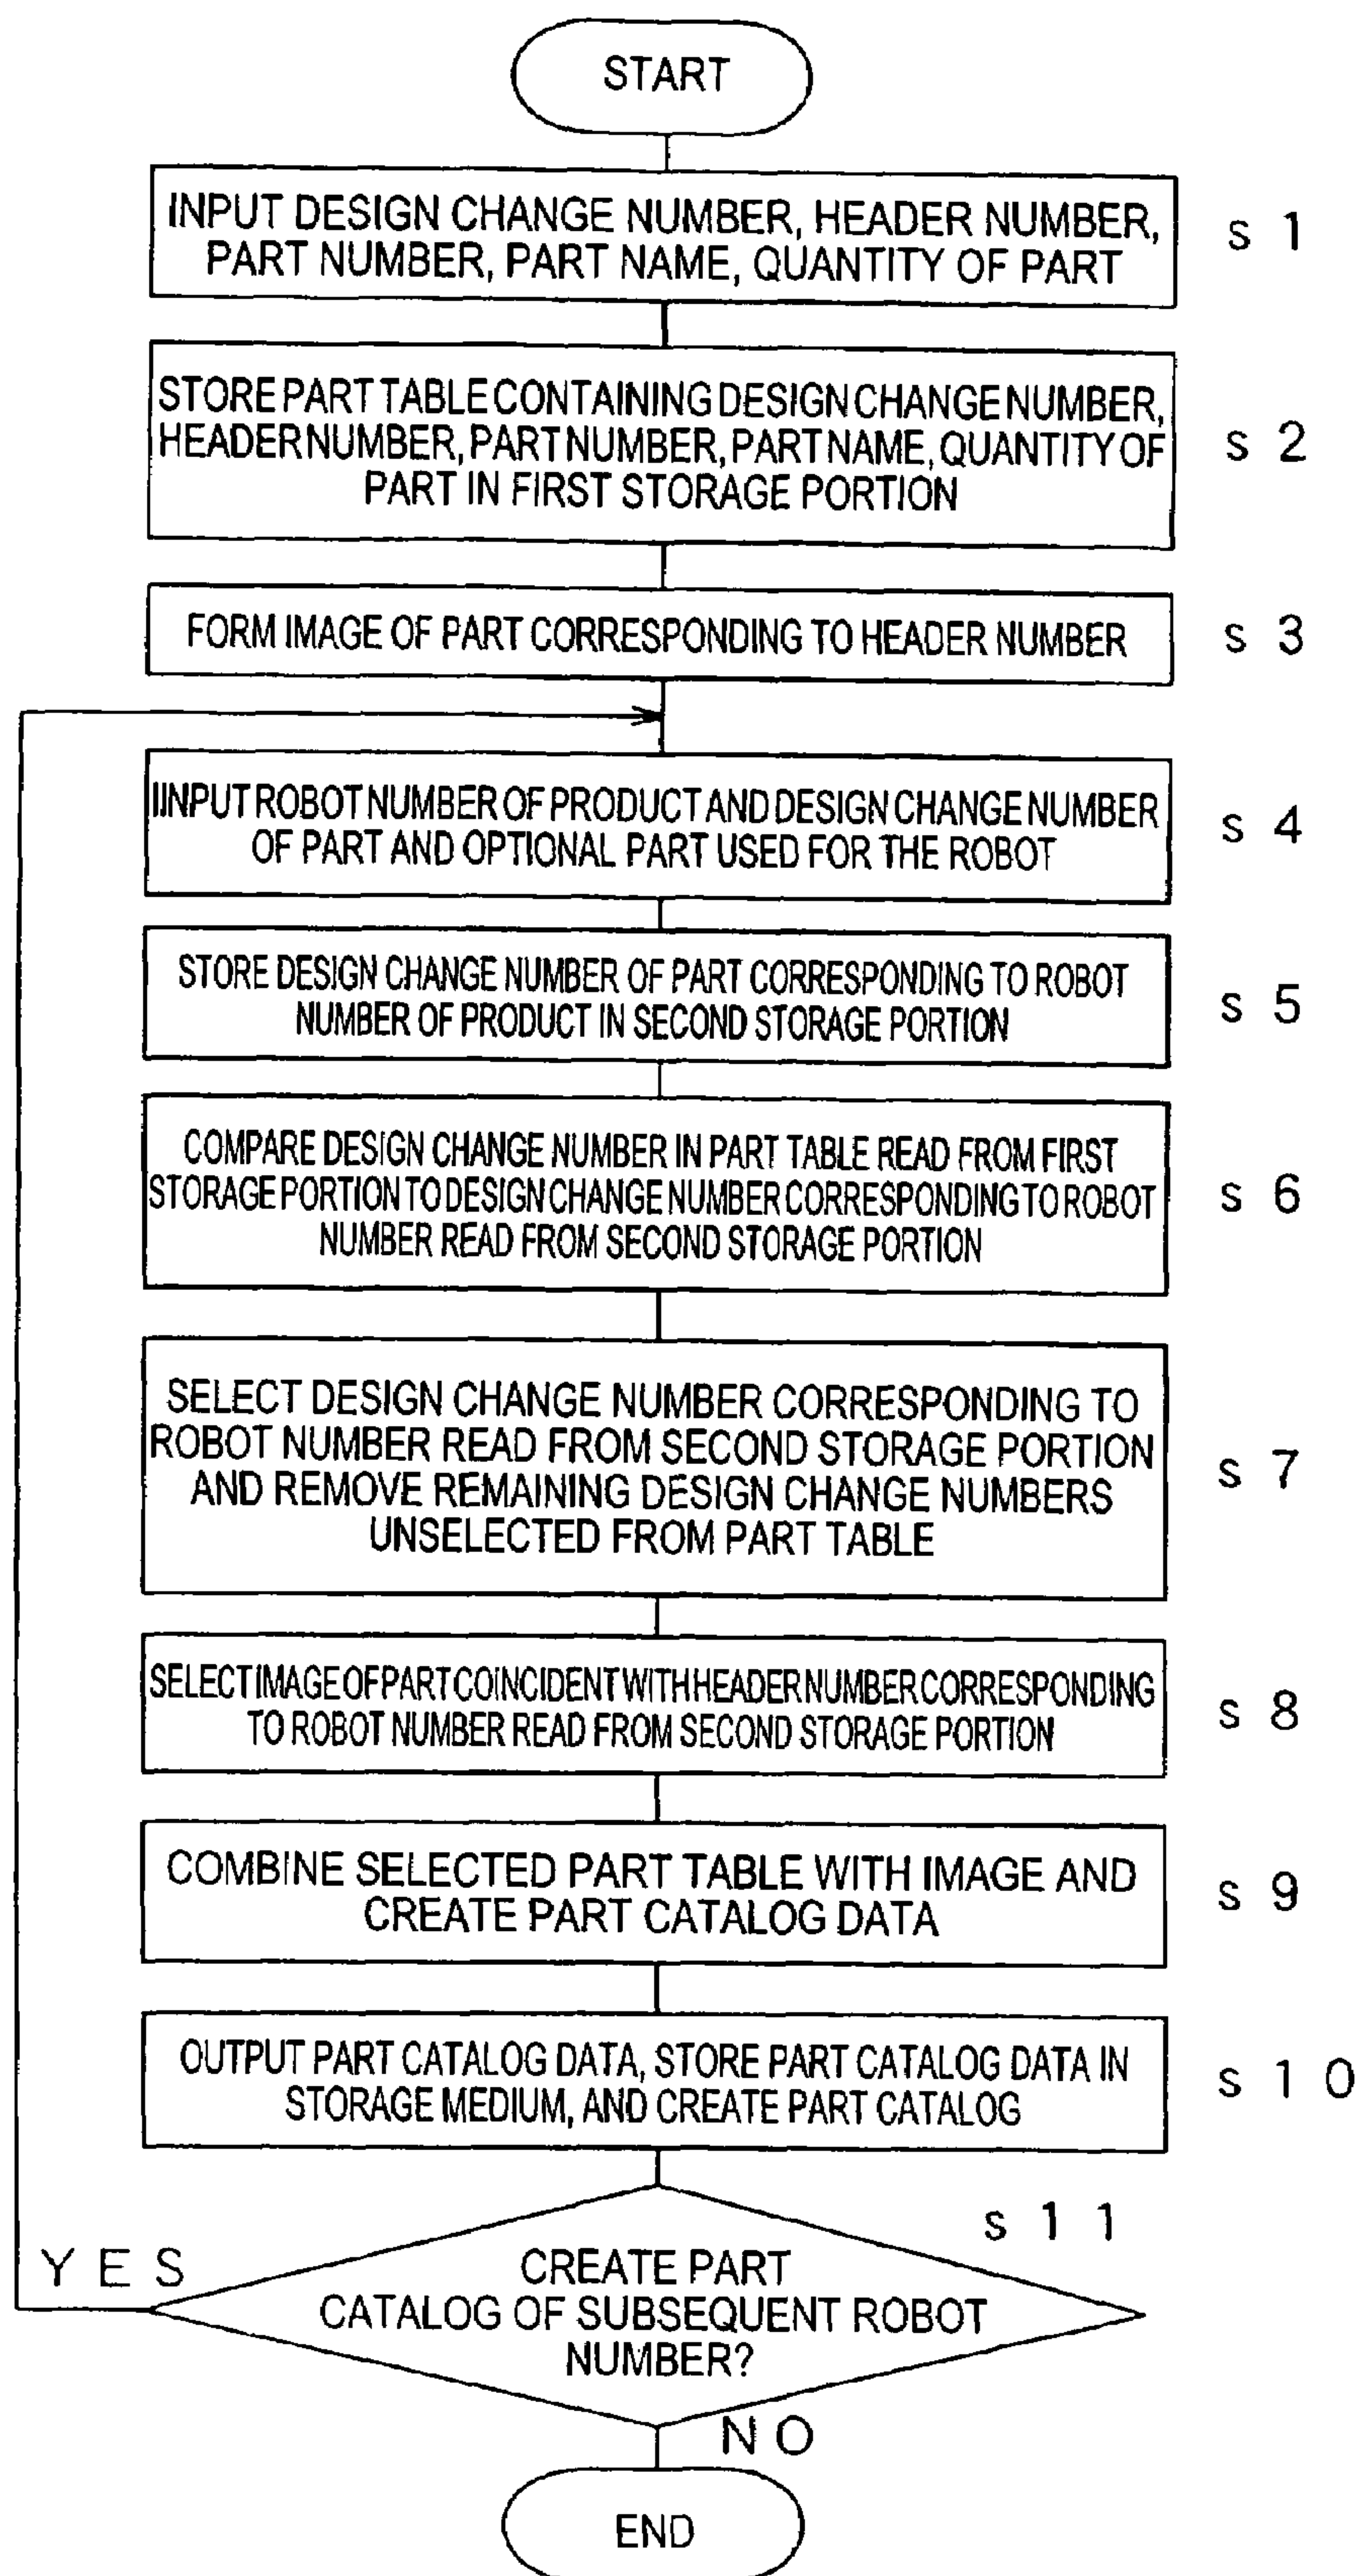 START
INPUT DESIGN CHANGE NUMBER, HEADER NUMBER,
PART NUMBER, PART NAME, QUANTITY OF PART
s 1
STORE PART TABLE CONTAINING DESIGN CHANGE NUMBER,
HEADER NUMBER, PART NUMBER, PART NAME, QUANTITY OF
PART IN FIRST STORAGE PORTION
s 2
FORM IMAGE OF PART CORRESPONDING TO HEADER NUMBER
s 3
IINPUT ROBOT NUMBER OF PRODUCT AND DESIGN CHANGE NUMBER
OF PART AND OPTIONAL PART USED FOR THE ROBOT
s 4
STORE DESIGN CHANGE NUMBER OF PART CORRESPONDING TO ROBOT
NUMBER OF PRODUCT IN SECOND STORAGE PORTION
s 5
COMPARE DESIGN CHANGE NUMBER IN PART TABLE READ FROM FIRST
STORAGE PORTION TO DESIGN CHANGE NUMBER CORRESPONDING TO ROBOT
NUMBER READ FROM SECOND STORAGE PORTION
s 6
SELECT DESIGN CHANGE NUMBER CORRESPONDING TO
ROBOT NUMBER READ FROM SECOND STORAGE PORTION
AND REMOVE REMAINING DESIGN CHANGE NUMBERS
UNSELECTED FROM PART TABLE
s 7
SELECT IMAGE OF PART COINCIDENT WITH HEADER NUMBER CORRESPONDING
TO ROBOT NUMBER READ FROM SECOND STORAGE PORTION
s 8
COMBINE SELECTED PART TABLE WITH IMAGE AND
CREATE PART CATALOG DATA
s 9
OUTPUT PART CATALOG DATA, STORE PART CATALOG DATA IN
STORAGE MEDIUM, AND CREATE PART CATALOG
s 1 0
s 1 1
YES
CREATE PART
CATALOG OF SUBSEQUENT ROBOT
NUMBER?
NO
END